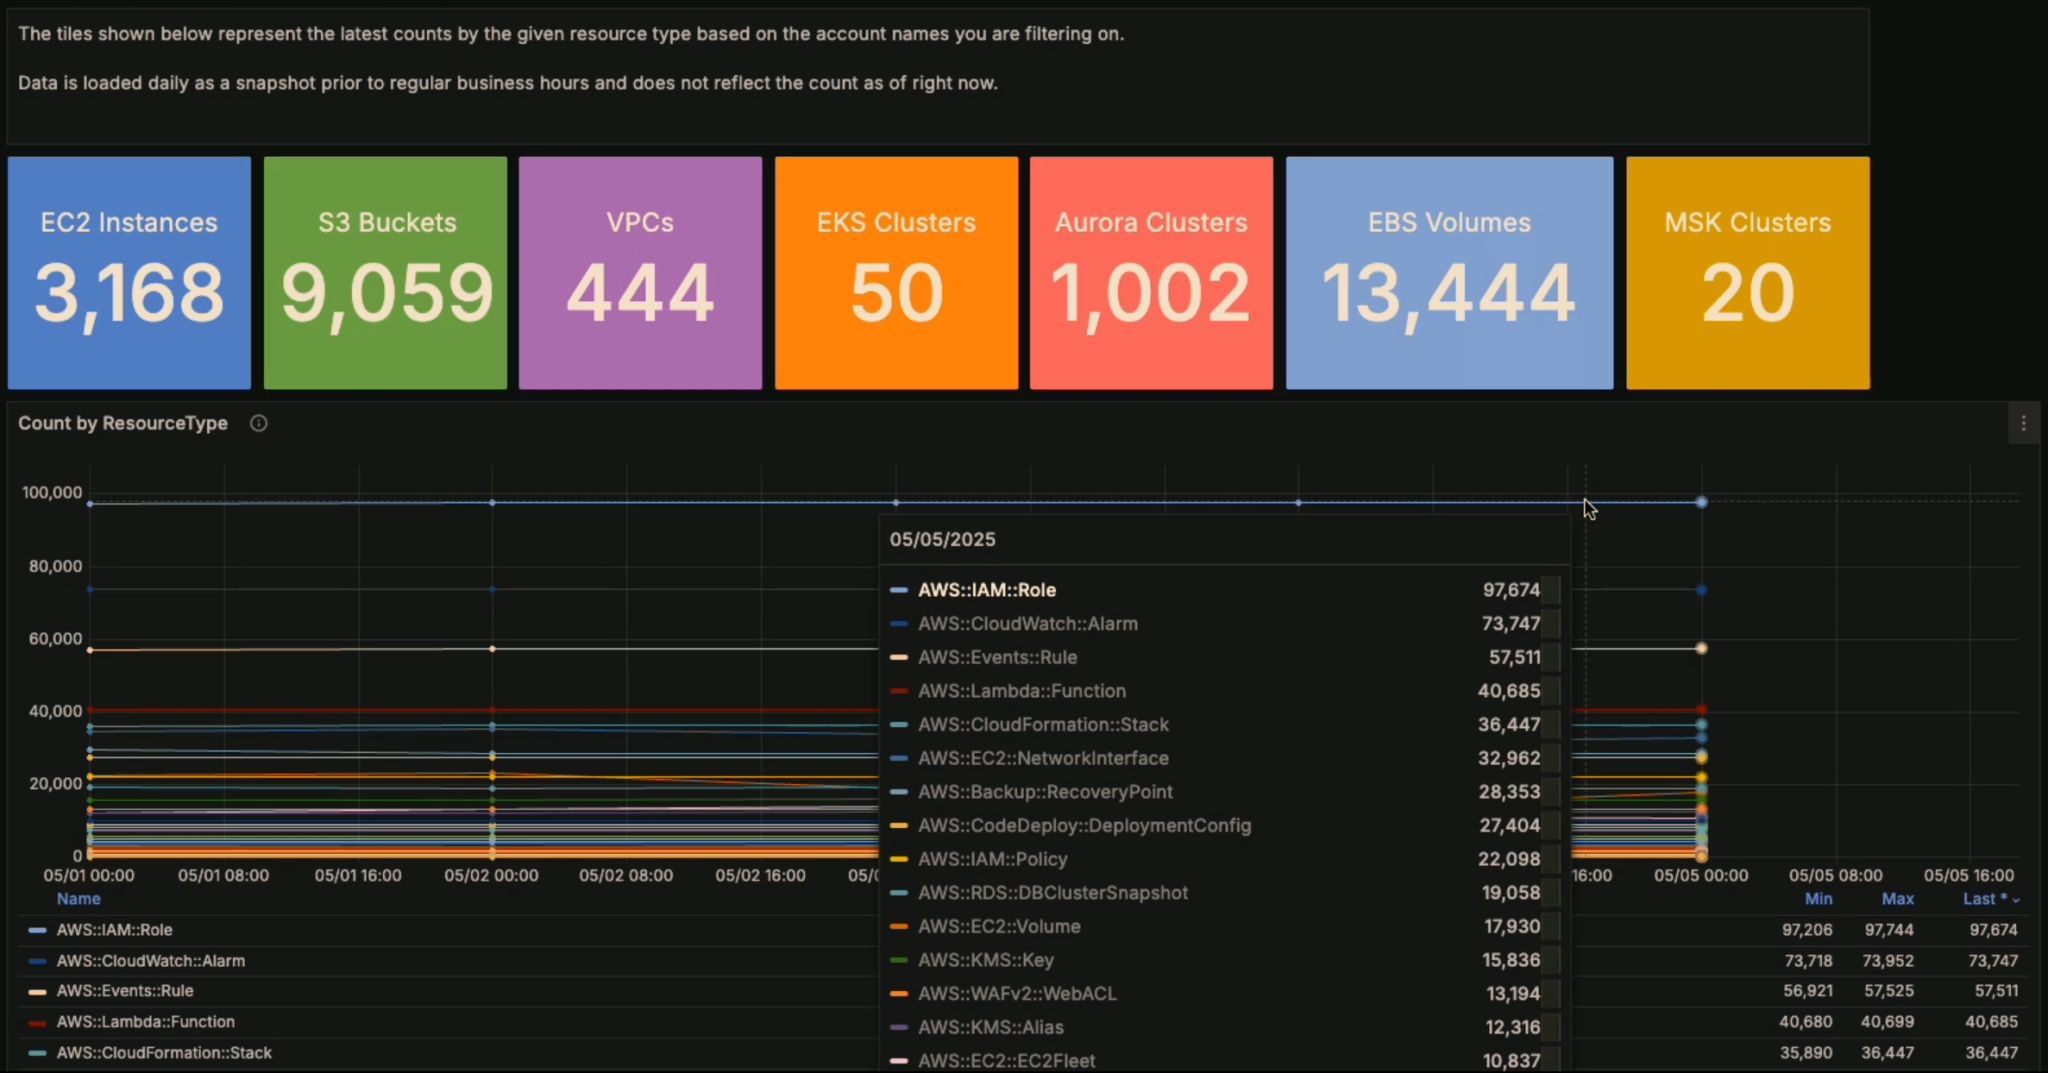 The tiles shown below represent the latest counts by the given resource type based on the account names you are filtering on.
Data is loaded daily as a snapshot prior to regular business hours and does not reflect the count as of right now.
EC2 Instances
3,168
S3 Buckets
9,059
VPCs
444
EKS Clusters
50
Aurora Clusters
1,002
EBS Volumes
13,444
MSK Clusters
20
Count by ResourceType
100,000
80,000
60,000
40,000
20,000
0
05/01 00:00 05/01 08:00 05/01 16:00 05/02 00:00 05/02 08:00 05/02 16:00 05/0 16:00 05/05 00:00 05/05 08:00 05/05 16:00
05/05/2025
AWS::IAM::Role 97,674
AWS::CloudWatch::Alarm 73,747
AWS::Events::Rule 57,511
AWS::Lambda::Function 40,685
AWS::CloudFormation::Stack 36,447
AWS::EC2::NetworkInterface 32,962
AWS::Backup::RecoveryPoint 28,353
AWS::CodeDeploy::DeploymentConfig 27,404
AWS::IAM::Policy 22,098
AWS::RDS::DBClusterSnapshot 19,058
AWS::EC2::Volume 17,930
AWS::KMS::Key 15,836
AWS::WAFv2::WebACL 13,194
AWS::KMS::Alias 12,316
AWS::EC2::EC2Fleet 10,837
Name Min Max Last *
AWS::IAM::Role 97,206 97,744 97,674
AWS::CloudWatch::Alarm 73,718 73,952 73,747
AWS::Events::Rule 56,921 57,525 57,511
AWS::Lambda::Function 40,680 40,699 40,685
AWS::CloudFormation::Stack 35,890 36,447 36,447